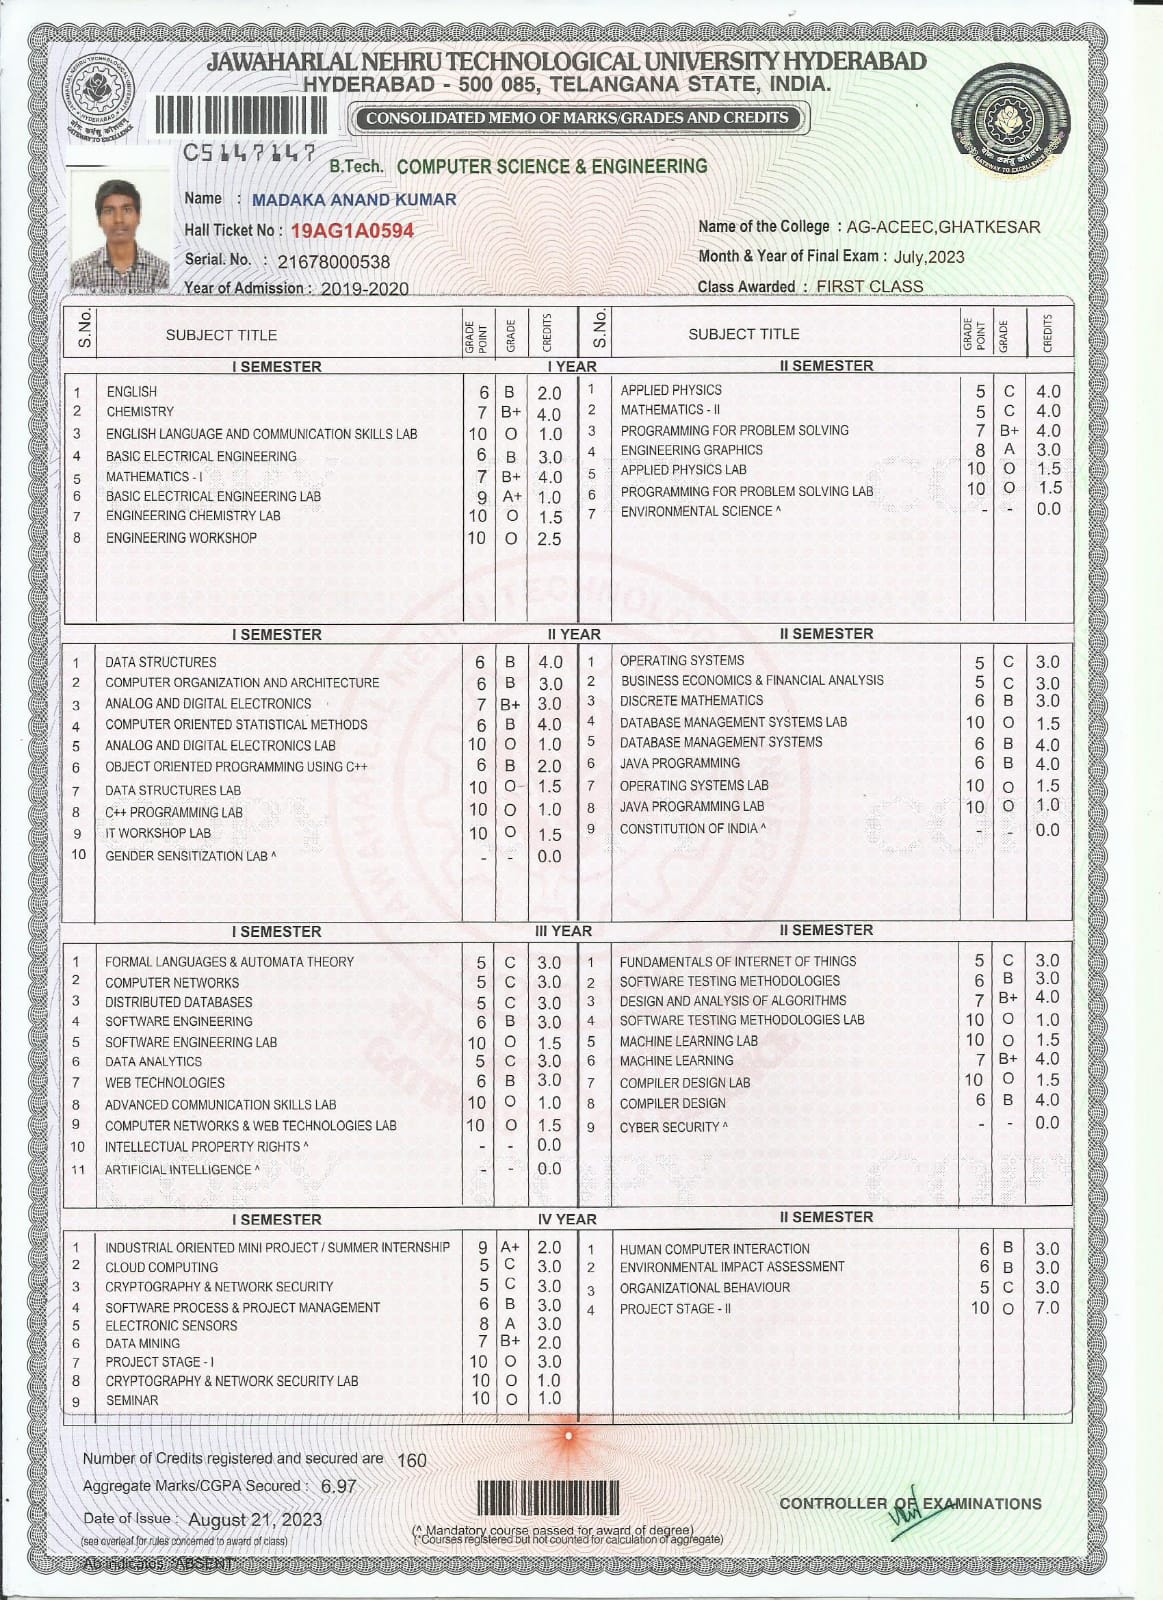 JAWAHARLAL NEHRU TECHNOLOGICAL UNIVERSITY HYDERABAD
HYDERABAD - 500 085, TELANGANA STATE, INDIA.
CONSOLIDATED MEMO OF MARKS/GRADES AND CREDITS
C5147147
B.Tech. COMPUTER SCIENCE & ENGINEERING
Name : MADAKA ANAND KUMAR
Hall Ticket No : 19AG1A0594
Name of the College : AG-ACEEC,GHATKESAR
Serial. No. : 21678000538
Month & Year of Final Exam : July,2023
Year of Admission : 2019-2020
Class Awarded : FIRST CLASS
S.No. SUBJECT TITLE GRADE POINT GRADE CREDITS S.No. SUBJECT TITLE GRADE POINT GRADE CREDITS
I SEMESTER I YEAR II SEMESTER
1 ENGLISH 6 B 2.0 1 APPLIED PHYSICS 5 C 4.0
2 CHEMISTRY 7 B+ 4.0 2 MATHEMATICS - II 5 C 4.0
3 ENGLISH LANGUAGE AND COMMUNICATION SKILLS LAB 10 O 1.0 3 PROGRAMMING FOR PROBLEM SOLVING 7 B+ 4.0
4 BASIC ELECTRICAL ENGINEERING 6 B 3.0 4 ENGINEERING GRAPHICS 8 A 3.0
5 MATHEMATICS - I 7 B+ 4.0 5 APPLIED PHYSICS LAB 10 O 1.5
6 BASIC ELECTRICAL ENGINEERING LAB 9 A+ 1.0 6 PROGRAMMING FOR PROBLEM SOLVING LAB 10 O 1.5
7 ENGINEERING CHEMISTRY LAB 10 O 1.5 7 ENVIRONMENTAL SCIENCE ^ - - 0.0
8 ENGINEERING WORKSHOP 10 O 2.5
I SEMESTER II YEAR II SEMESTER
1 DATA STRUCTURES 6 B 4.0 1 OPERATING SYSTEMS 5 C 3.0
2 COMPUTER ORGANIZATION AND ARCHITECTURE 6 B 3.0 2 BUSINESS ECONOMICS & FINANCIAL ANALYSIS 5 C 3.0
3 ANALOG AND DIGITAL ELECTRONICS 7 B+ 3.0 3 DISCRETE MATHEMATICS 6 B 3.0
4 COMPUTER ORIENTED STATISTICAL METHODS 6 B 4.0 4 DATABASE MANAGEMENT SYSTEMS LAB 10 O 1.5
5 ANALOG AND DIGITAL ELECTRONICS LAB 10 O 1.0 5 DATABASE MANAGEMENT SYSTEMS 6 B 4.0
6 OBJECT ORIENTED PROGRAMMING USING C++ 6 B 2.0 6 JAVA PROGRAMMING 6 B 4.0
7 DATA STRUCTURES LAB 10 O 1.5 7 OPERATING SYSTEMS LAB 10 O 1.5
8 C++ PROGRAMMING LAB 10 O 1.0 8 JAVA PROGRAMMING LAB 10 O 1.0
9 IT WORKSHOP LAB 10 O 1.5 9 CONSTITUTION OF INDIA ^ - - 0.0
10 GENDER SENSITIZATION LAB ^ - - 0.0
I SEMESTER III YEAR II SEMESTER
1 FORMAL LANGUAGES & AUTOMATA THEORY 5 C 3.0 1 FUNDAMENTALS OF INTERNET OF THINGS 5 C 3.0
2 COMPUTER NETWORKS 5 C 3.0 2 SOFTWARE TESTING METHODOLOGIES 6 B 3.0
3 DISTRIBUTED DATABASES 5 C 3.0 3 DESIGN AND ANALYSIS OF ALGORITHMS 7 B+ 4.0
4 SOFTWARE ENGINEERING 6 B 3.0 4 SOFTWARE TESTING METHODOLOGIES LAB 10 O 1.0
5 SOFTWARE ENGINEERING LAB 10 O 1.5 5 MACHINE LEARNING LAB 10 O 1.5
6 DATA ANALYTICS 5 C 3.0 6 MACHINE LEARNING 7 B+ 4.0
7 WEB TECHNOLOGIES 6 B 3.0 7 COMPILER DESIGN LAB 10 O 1.5
8 ADVANCED COMMUNICATION SKILLS LAB 10 O 1.0 8 COMPILER DESIGN 6 B 4.0
9 COMPUTER NETWORKS & WEB TECHNOLOGIES LAB 10 O 1.5 9 CYBER SECURITY ^ - - 0.0
10 INTELLECTUAL PROPERTY RIGHTS ^ - - 0.0
11 ARTIFICIAL INTELLIGENCE ^ - - 0.0
I SEMESTER IV YEAR II SEMESTER
1 INDUSTRIAL ORIENTED MINI PROJECT / SUMMER INTERNSHIP 9 A+ 2.0 1 HUMAN COMPUTER INTERACTION 6 B 3.0
2 CLOUD COMPUTING 5 C 3.0 2 ENVIRONMENTAL IMPACT ASSESSMENT 6 B 3.0
3 CRYPTOGRAPHY & NETWORK SECURITY 5 C 3.0 3 ORGANIZATIONAL BEHAVIOUR 5 C 3.0
4 SOFTWARE PROCESS & PROJECT MANAGEMENT 6 B 3.0 4 PROJECT STAGE - II 10 O 7.0
5 ELECTRONIC SENSORS 8 A 3.0
6 DATA MINING 7 B+ 2.0
7 PROJECT STAGE - I 10 O 3.0
8 CRYPTOGRAPHY & NETWORK SECURITY LAB 10 O 1.0
9 SEMINAR 10 O 1.0
Number of Credits registered and secured are 160
Aggregate Marks/CGPA Secured : 6.97
CONTROLLER OF EXAMINATIONS
Date of Issue : August 21, 2023
(^ Mandatory course passed for award of degree)
(see overleaf for rules concerned to award of class)
(*Courses registered but not counted for calculation of aggregate)
Ab indicates 'ABSENT'